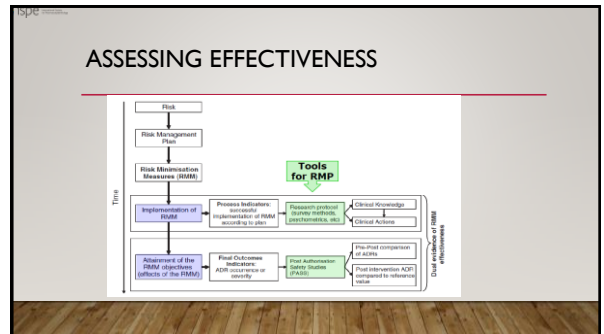 ispe
ASSESSING EFFECTIVENESS
Time
Risk
Risk Management
Plan
Risk Minimisation
Measures (RMM)
Tools
for RMP
Implementation of
RMM
Process Indicators:
successful
implementation of RMM
according to plan
Research protocol
(survey methods,
psychometrics, etc)
Clinical Knowledge
Clinical Actions
Attainment of the
RMM objectives
(effects of the RMM)
Final Outcomes
Indicators:
ADR occurrence or
severity
Post Authorisation
Safety Studies
(PASS)
Pre-Post comparison
of ADRs
Post intervention ADR
compared to reference
value
Dual evidence of RMM
effectiveness